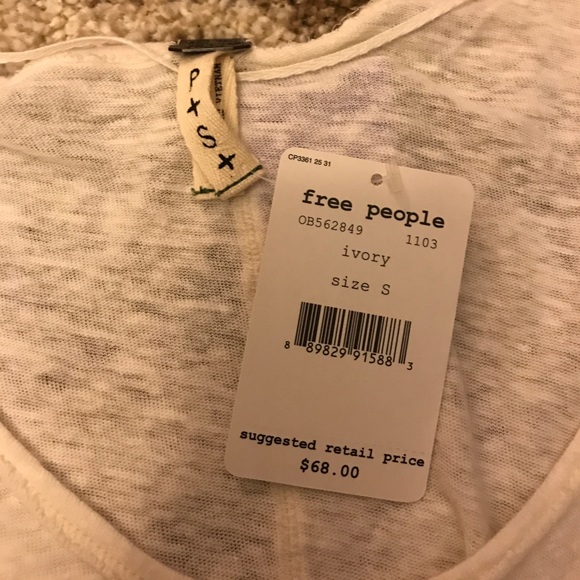 P x S x
VIETNAM
CP3361 25 31
free people
OB562849 1103
ivory
size S
8 89829 91588 3
suggested retail price
$68.00